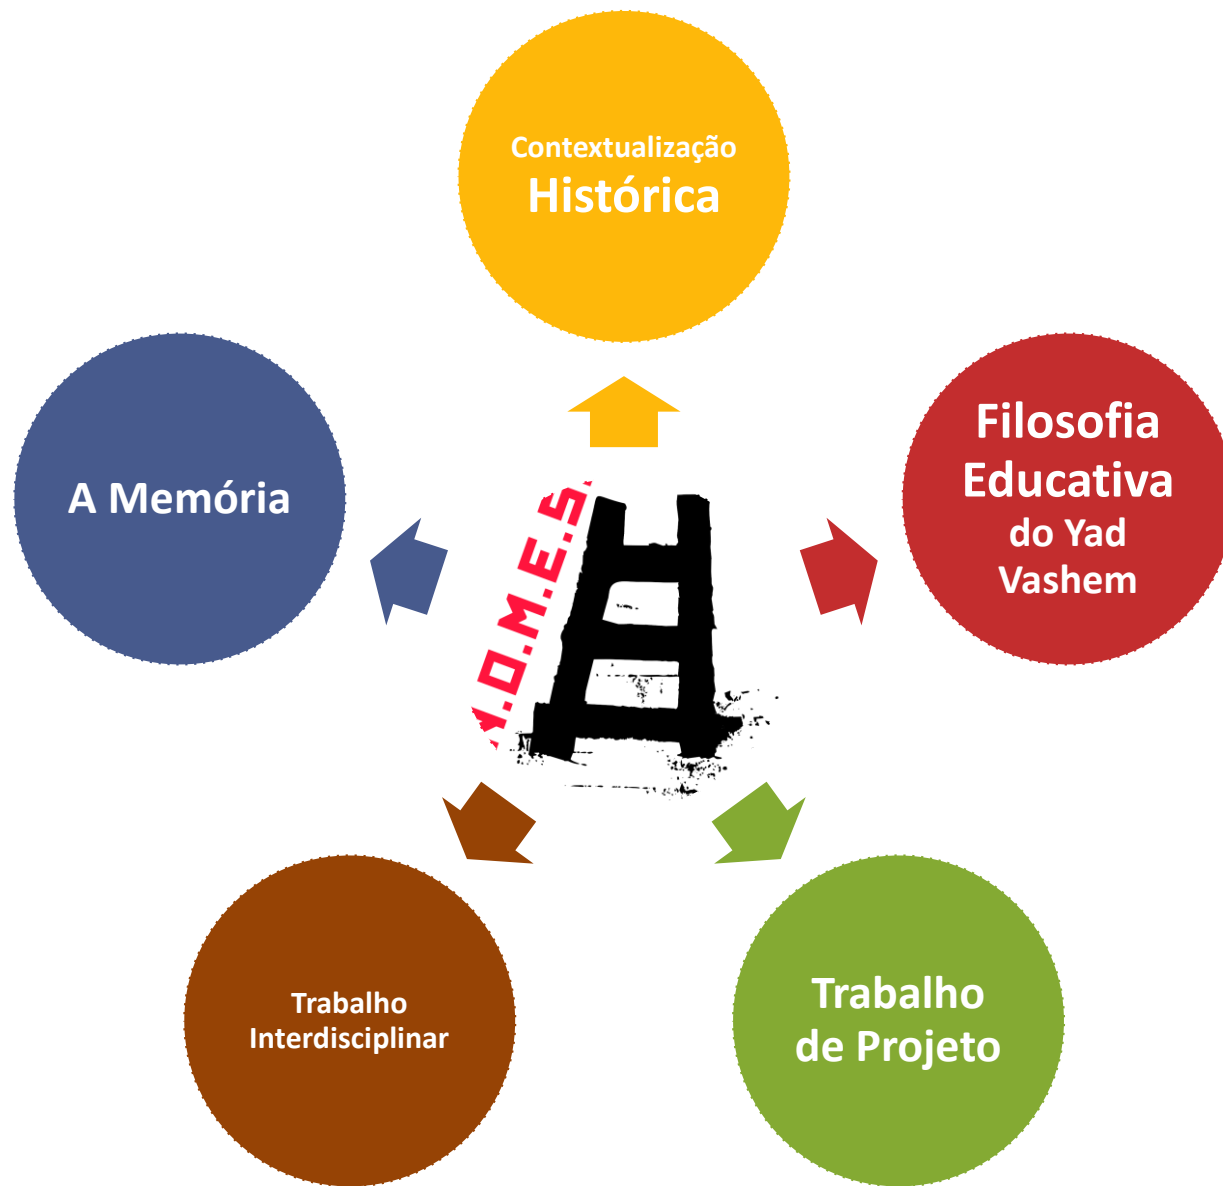 Contextualização
Histórica
A Memória
Filosofia
Educativa
do Yad
Vashem
N.O.M.E.S.
Trabalho
Interdisciplinar
Trabalho
de Projeto